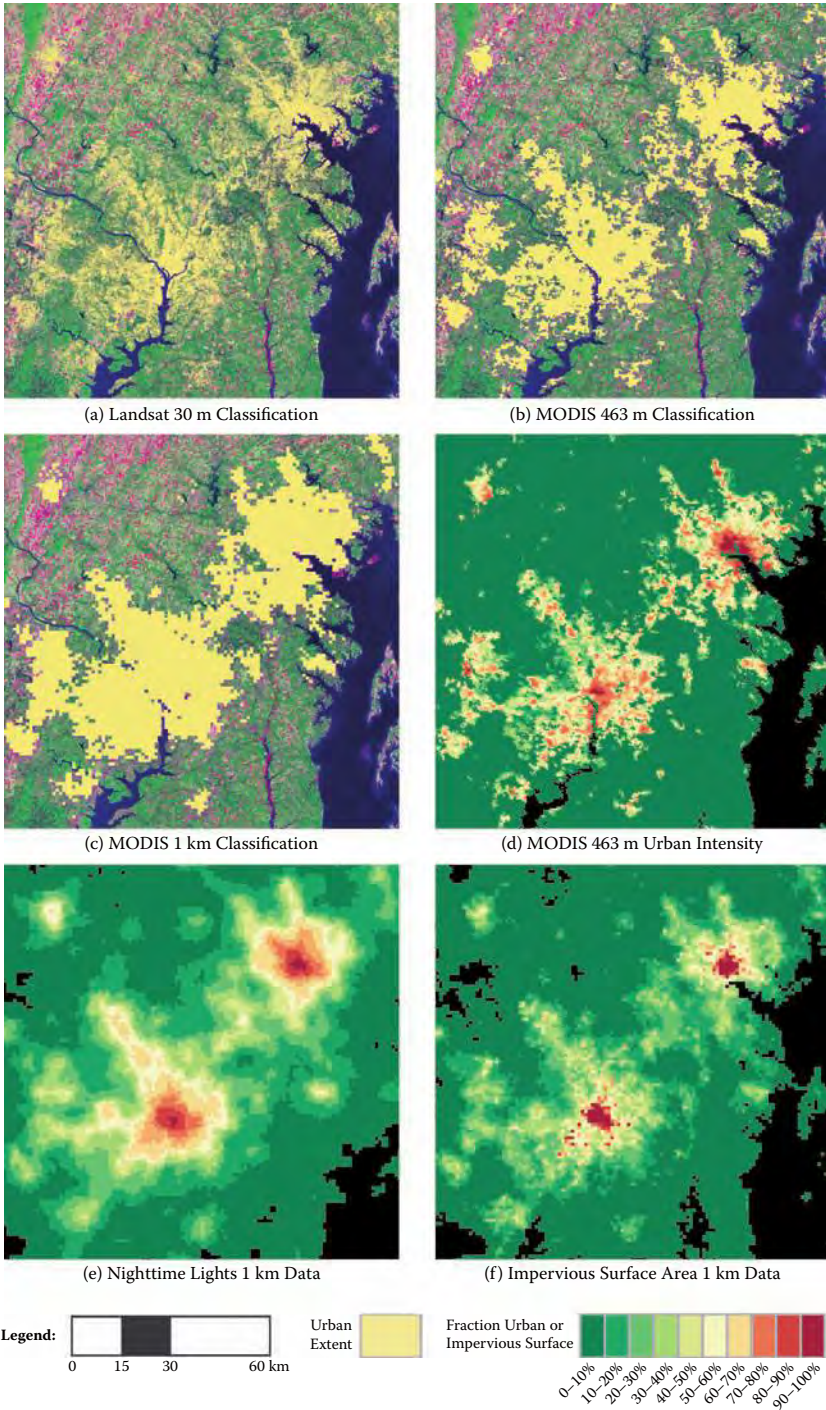 (a) Landsat 30 m Classification
(b) MODIS 463 m Classification
(c) MODIS 1 km Classification
(d) MODIS 463 m Urban Intensity
(e) Nighttime Lights 1 km Data
(f) Impervious Surface Area 1 km Data
Legend:
0 15 30 60 km
Urban
Extent
Fraction Urban or
Impervious Surface
0–10%
10–20%
20–30%
30–40%
40–50%
50–60%
60–70%
70–80%
80–90%
90–100%